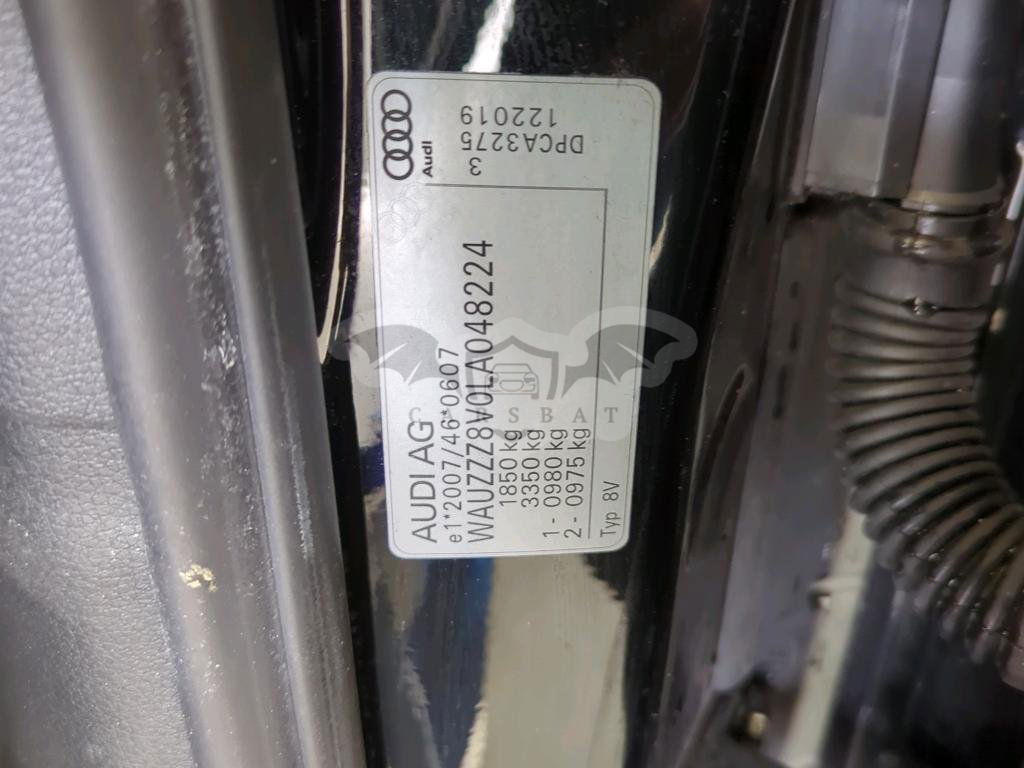 AUDI AG
e1*2007/46*0607
WAUZZZ8V0LA048224
1850 kg
3350 kg
1- 0980 kg
2- 0975 kg
Typ 8V
Audi
3
DPCA3275
122019
CARSBAT